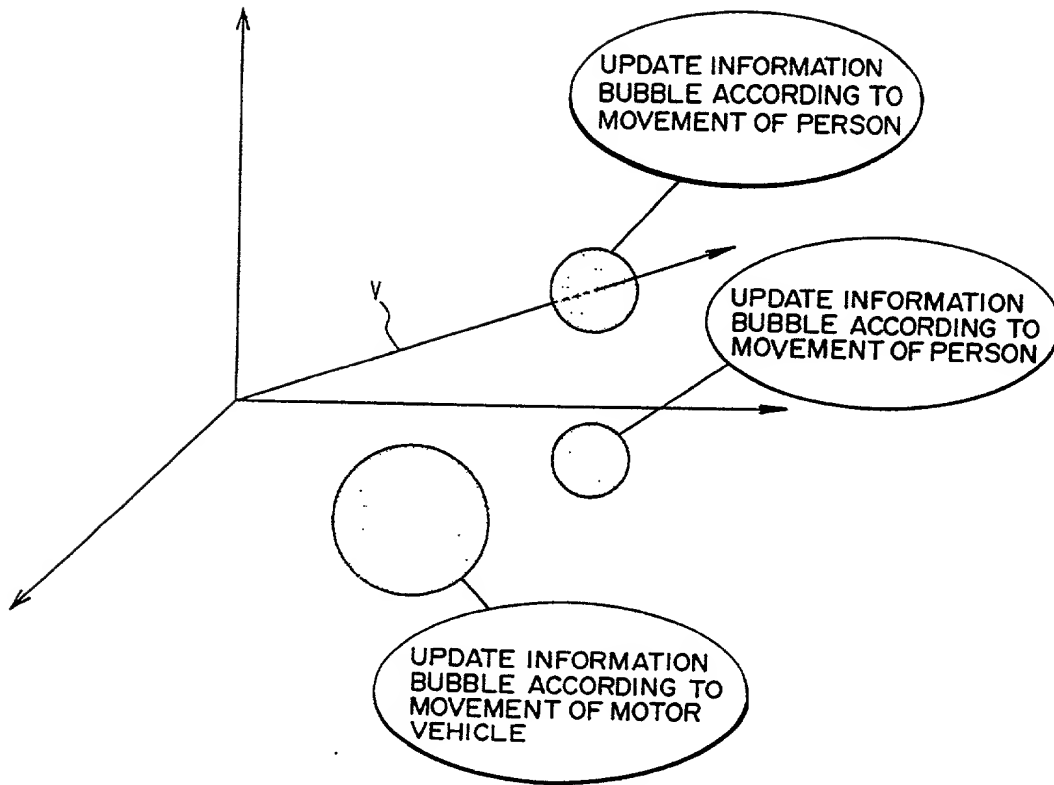 UPDATE INFORMATION
BUBBLE ACCORDING TO
MOVEMENT OF PERSON
V
UPDATE INFORMATION
BUBBLE ACCORDING TO
MOVEMENT OF PERSON
UPDATE INFORMATION
BUBBLE ACCORDING TO
MOVEMENT OF MOTOR
VEHICLE